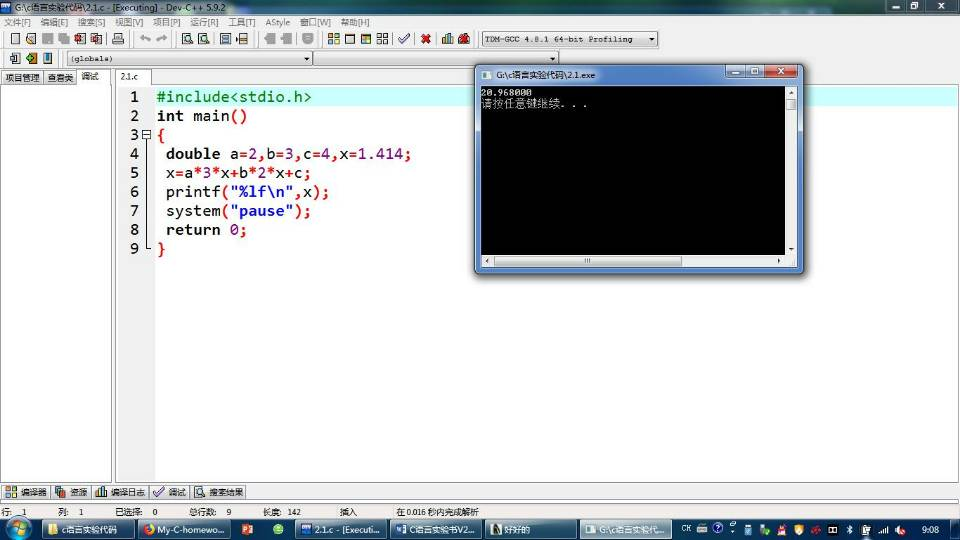 G:\c语言实验代码\2.1.c - [Executing] - Dev-C++ 5.9.2
文件[F] 编辑[E] 搜索[S] 视图[V] 项目[P] 运行[R] 工具[T] AStyle 窗口[W] 帮助[H]
TDM-GCC 4.8.1 64-bit Profiling
(globals)
项目管理 查看类 调试 2.1.c
G:\c语言实验代码\2.1.exe
20.968000
请按任意键继续. . .
1 #include<stdio.h>
2 int main()
3 {
4 double a=2,b=3,c=4,x=1.414;
5 x=a*3*x+b*2*x+c;
6 printf("%lf\n",x);
7 system("pause");
8 return 0;
9 }
编译器 资源 编译日志 调试 搜索结果
行: 1 列: 1 已选择: 0 总行数: 9 长度: 142 插入 在 0.016 秒内完成解析
c语言实验代码 My-C-homewo... 2.1.c - [Executi... C语言实验书V2... 好好的 G:\c语言实验代... CK 9:08